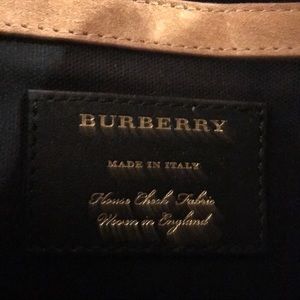 BURBERRY
MADE IN ITALY
House Check Fabric
Woven in England